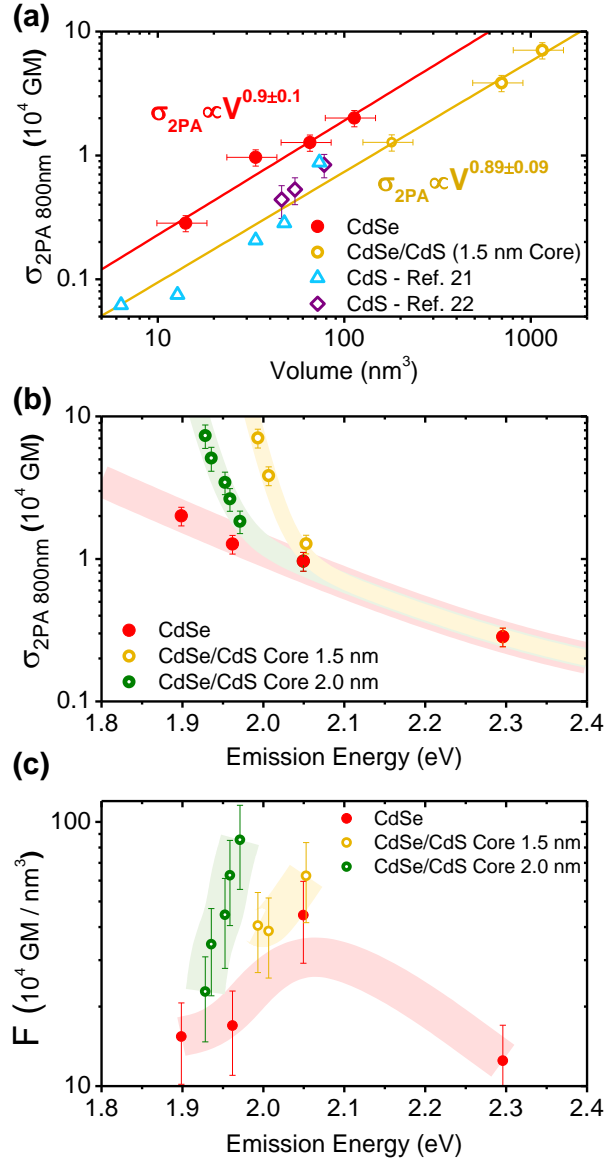 (a)
10
1
0.1
σ2PA 800nm (10⁴ GM)
σ2PA∝V^0.9±0.1
σ2PA∝V^0.89±0.09
CdSe
CdSe/CdS (1.5 nm Core)
CdS - Ref. 21
CdS - Ref. 22
10 100 1000
Volume (nm³)
(b)
10
1
0.1
σ2PA 800nm (10⁴ GM)
CdSe
CdSe/CdS Core 1.5 nm
CdSe/CdS Core 2.0 nm
1.8 1.9 2.0 2.1 2.2 2.3 2.4
Emission Energy (eV)
(c)
100
10
F (10⁴ GM / nm³)
CdSe
CdSe/CdS Core 1.5 nm
CdSe/CdS Core 2.0 nm
1.8 1.9 2.0 2.1 2.2 2.3 2.4
Emission Energy (eV)